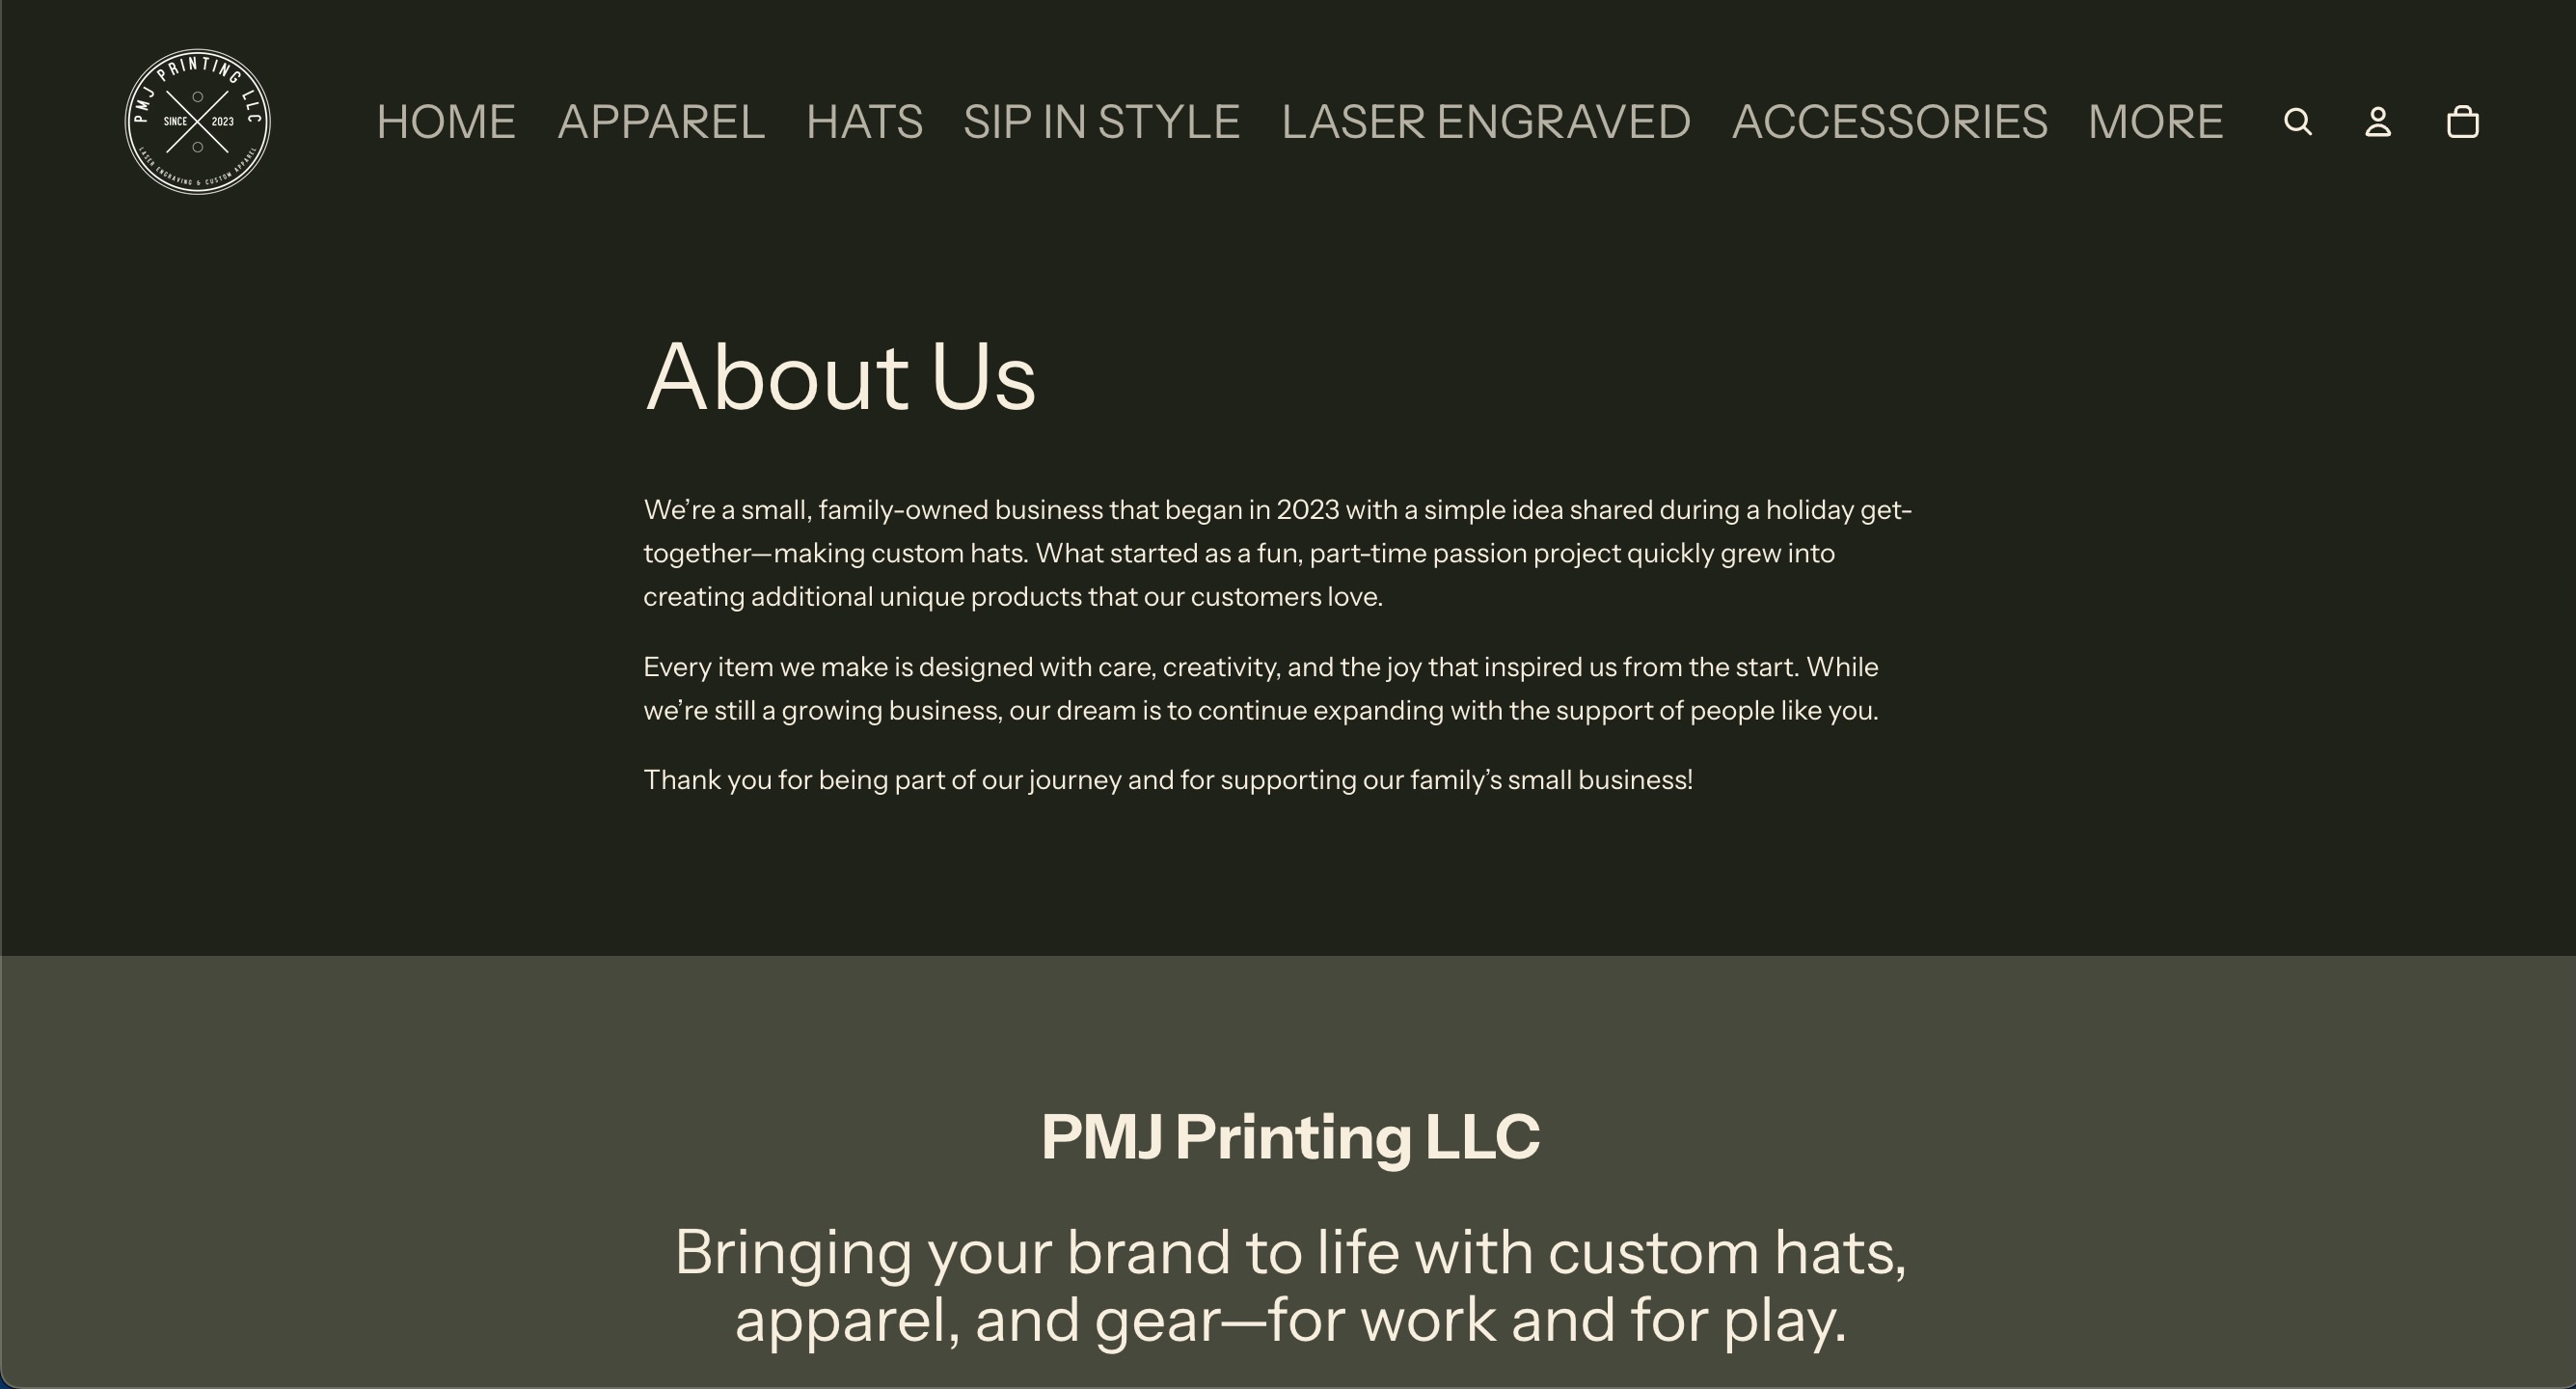 PMJ PRINTING LLC
SINCE 2023
LASER ENGRAVING & CUSTOM APPAREL
HOME APPAREL HATS SIP IN STYLE LASER ENGRAVED ACCESSORIES MORE
About Us
We’re a small, family-owned business that began in 2023 with a simple idea shared during a holiday get-
together—making custom hats. What started as a fun, part-time passion project quickly grew into
creating additional unique products that our customers love.
Every item we make is designed with care, creativity, and the joy that inspired us from the start. While
we’re still a growing business, our dream is to continue expanding with the support of people like you.
Thank you for being part of our journey and for supporting our family’s small business!
PMJ Printing LLC
Bringing your brand to life with custom hats,
apparel, and gear—for work and for play.